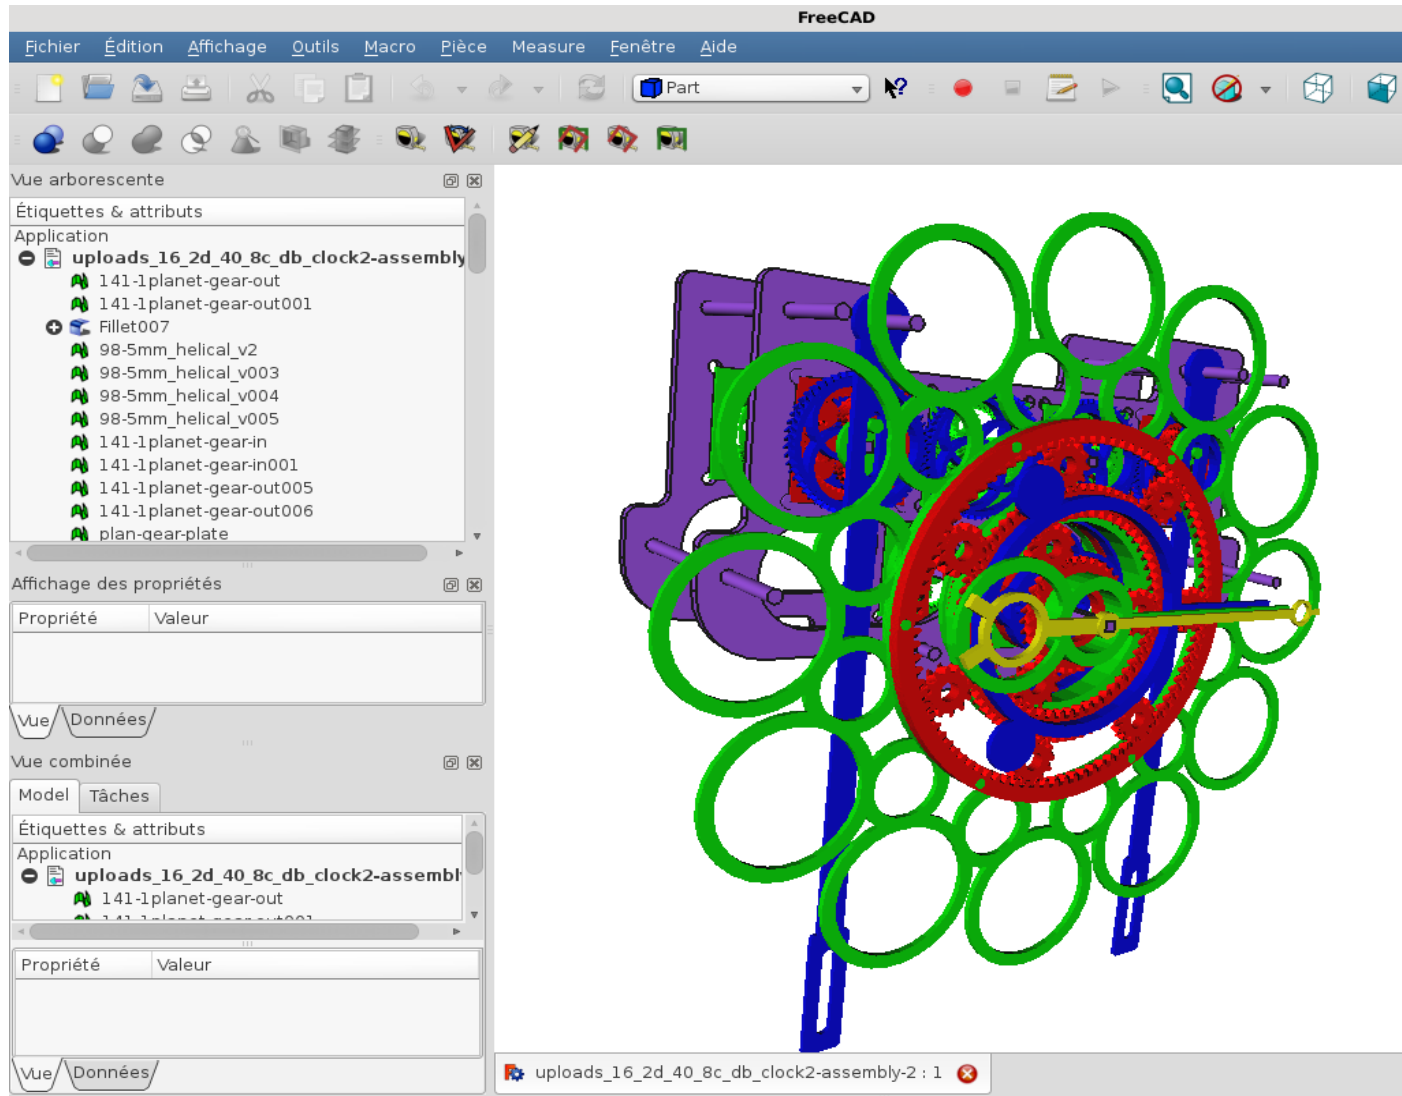 FreeCAD
Fichier Édition Affichage Outils Macro Pièce Measure Fenêtre Aide
Part
Vue arborescente
Étiquettes & attributs
Application
uploads_16_2d_40_8c_db_clock2-assembly
141-1planet-gear-out
141-1planet-gear-out001
Fillet007
98-5mm_helical_v2
98-5mm_helical_v003
98-5mm_helical_v004
98-5mm_helical_v005
141-1planet-gear-in
141-1planet-gear-in001
141-1planet-gear-out005
141-1planet-gear-out006
plan-gear-plate
Affichage des propriétés
Propriété Valeur
Vue Données
Vue combinée
Model Tâches
Étiquettes & attributs
Application
uploads_16_2d_40_8c_db_clock2-assembl
141-1planet-gear-out
141-1planet-gear-out001
Propriété Valeur
Vue Données
uploads_16_2d_40_8c_db_clock2-assembly-2 : 1